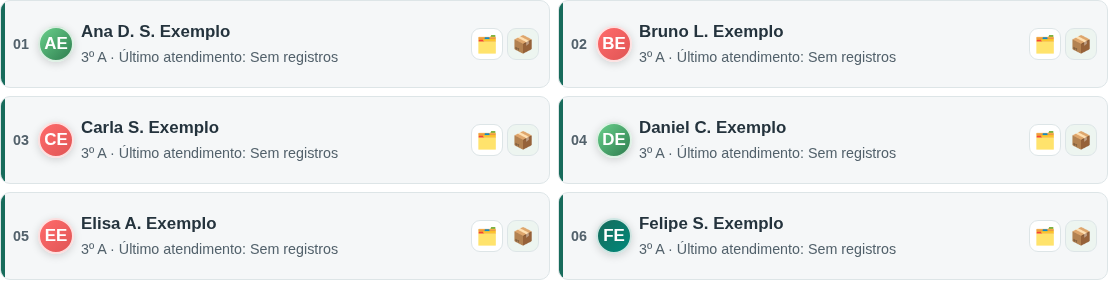 01 AE Ana D. S. Exemplo
3º A · Último atendimento: Sem registros
02 BE Bruno L. Exemplo
3º A · Último atendimento: Sem registros
03 CE Carla S. Exemplo
3º A · Último atendimento: Sem registros
04 DE Daniel C. Exemplo
3º A · Último atendimento: Sem registros
05 EE Elisa A. Exemplo
3º A · Último atendimento: Sem registros
06 FE Felipe S. Exemplo
3º A · Último atendimento: Sem registros